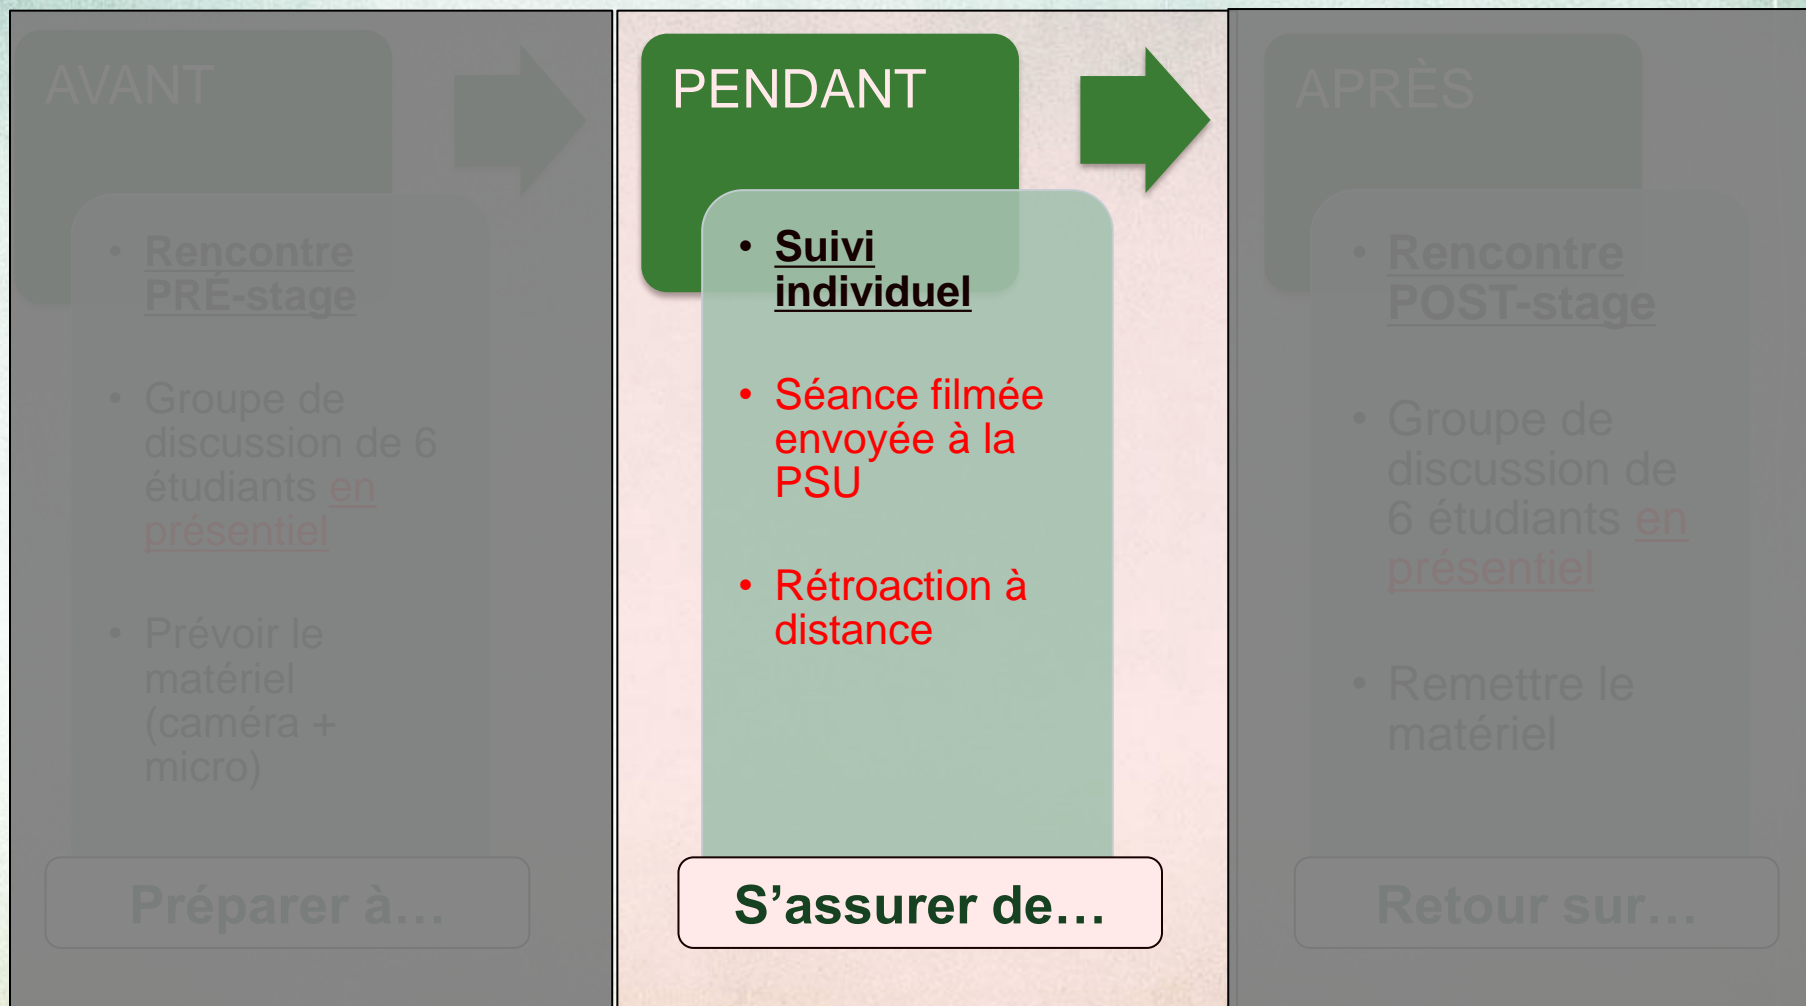 AVANT
• Rencontre
PRÉ-stage
• Groupe de
discussion de 6
étudiants en
présentiel
• Prévoir le
matériel
(caméra +
micro)
Préparer à…
PENDANT
• Suivi
individuel
• Séance filmée
envoyée à la
PSU
• Rétroaction à
distance
S’assurer de…
APRÈS
• Rencontre
POST-stage
• Groupe de
discussion de
6 étudiants en
présentiel
• Remettre le
matériel
Retour sur…